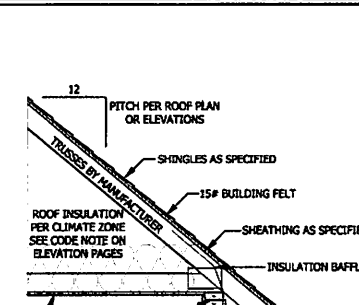 12
PITCH PER ROOF PLAN
OR ELEVATIONS
SHINGLES AS SPECIFIED
TRUSSES BY MANUFACTURER
15# BUILDING FELT
ROOF INSULATION
PER CLIMATE ZONE
SEE CODE NOTE ON
ELEVATION PAGES
SHEATHING AS SPECIFI
INSULATION BAFFL